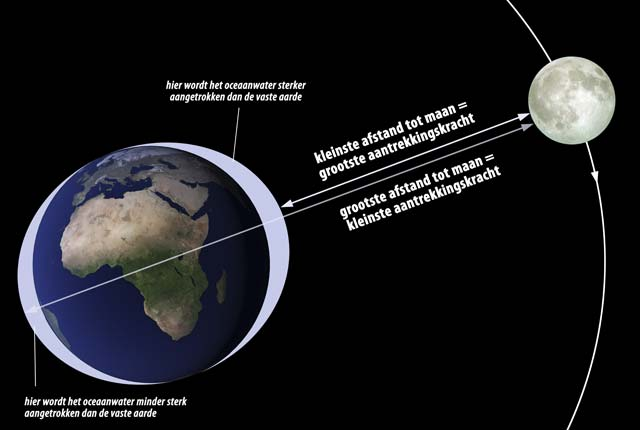 hier wordt het oceaanwater sterker
aangetrokken dan de vaste aarde
kleinste afstand tot maan =
grootste aantrekkingskracht
grootste afstand tot maan =
kleinste aantrekkingskracht
hier wordt het oceaanwater minder sterk
aangetrokken dan de vaste aarde